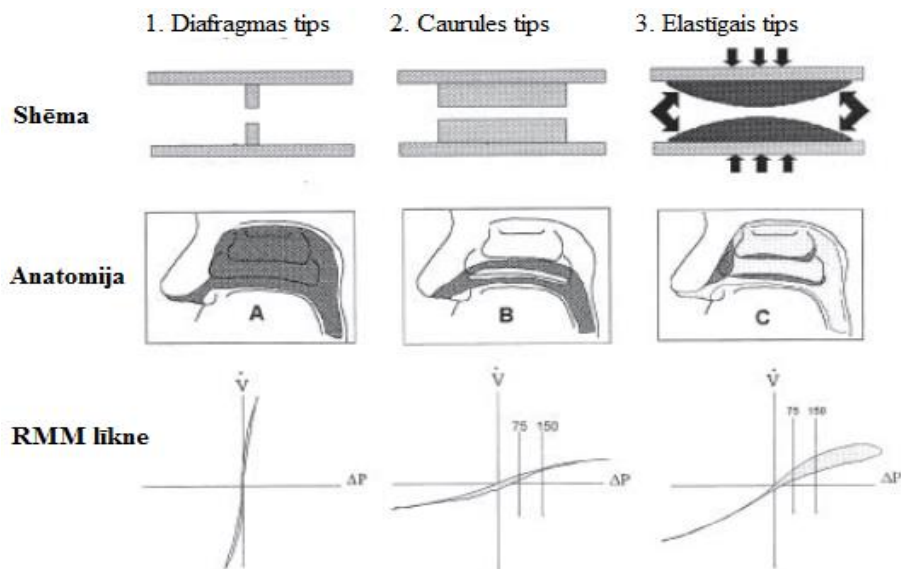 1. Diafragmas tips 2. Caurules tips 3. Elastīgais tips
Shēma
Anatomija
A B C
RMM līkne
V̇ V̇ V̇
75 150 75 150
ΔP ΔP ΔP